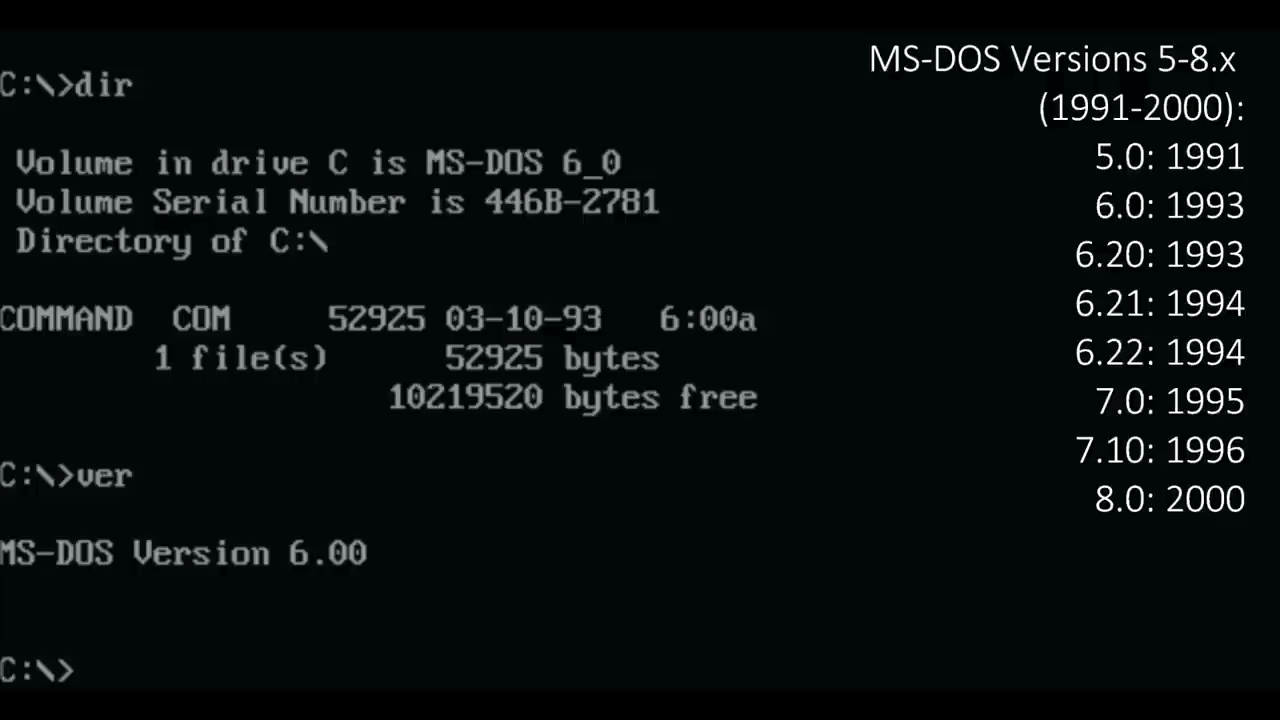 C:\>dir
Volume in drive C is MS-DOS 6_0
Volume Serial Number is 446B-2781
Directory of C:\
COMMAND COM 52925 03-10-93 6:00a
1 file(s) 52925 bytes
10219520 bytes free
C:\>ver
MS-DOS Version 6.00
C:\>
MS-DOS Versions 5-8.x
(1991-2000):
5.0: 1991
6.0: 1993
6.20: 1993
6.21: 1994
6.22: 1994
7.0: 1995
7.10: 1996
8.0: 2000